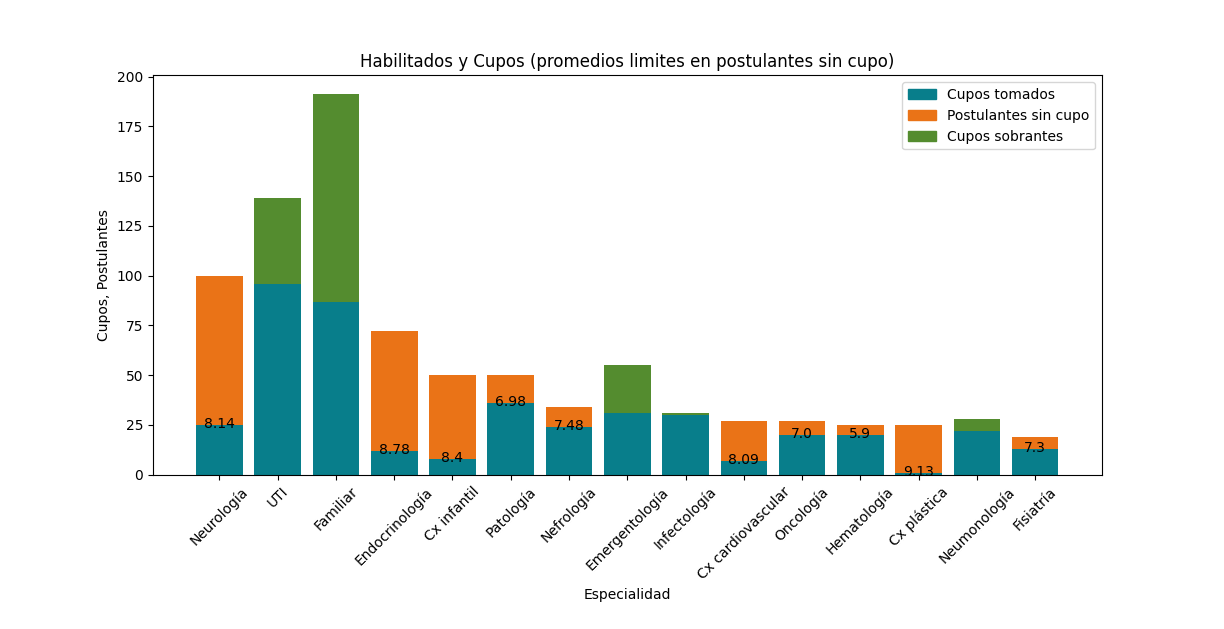 Habilitados y Cupos (promedios limites en postulantes sin cupo)
Cupos tomados
Postulantes sin cupo
Cupos sobrantes
Cupos, Postulantes
200
175
150
125
100
75
50
25
0
8.14
8.78
8.4
6.98
7.48
8.09
7.0
5.9
9.13
7.3
Neurología
UTI
Familiar
Endocrinología
Cx infantil
Patología
Nefrología
Emergentología
Infectología
Cx cardiovascular
Oncología
Hematología
Cx plástica
Neumonología
Fisiatría
Especialidad